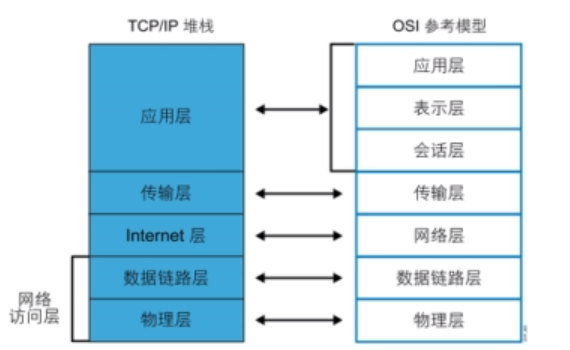 TCP/IP 堆栈
OSI 参考模型
应用层
应用层
表示层
会话层
传输层
传输层
Internet 层
网络层
网络
访问层
数据链路层
数据链路层
物理层
物理层